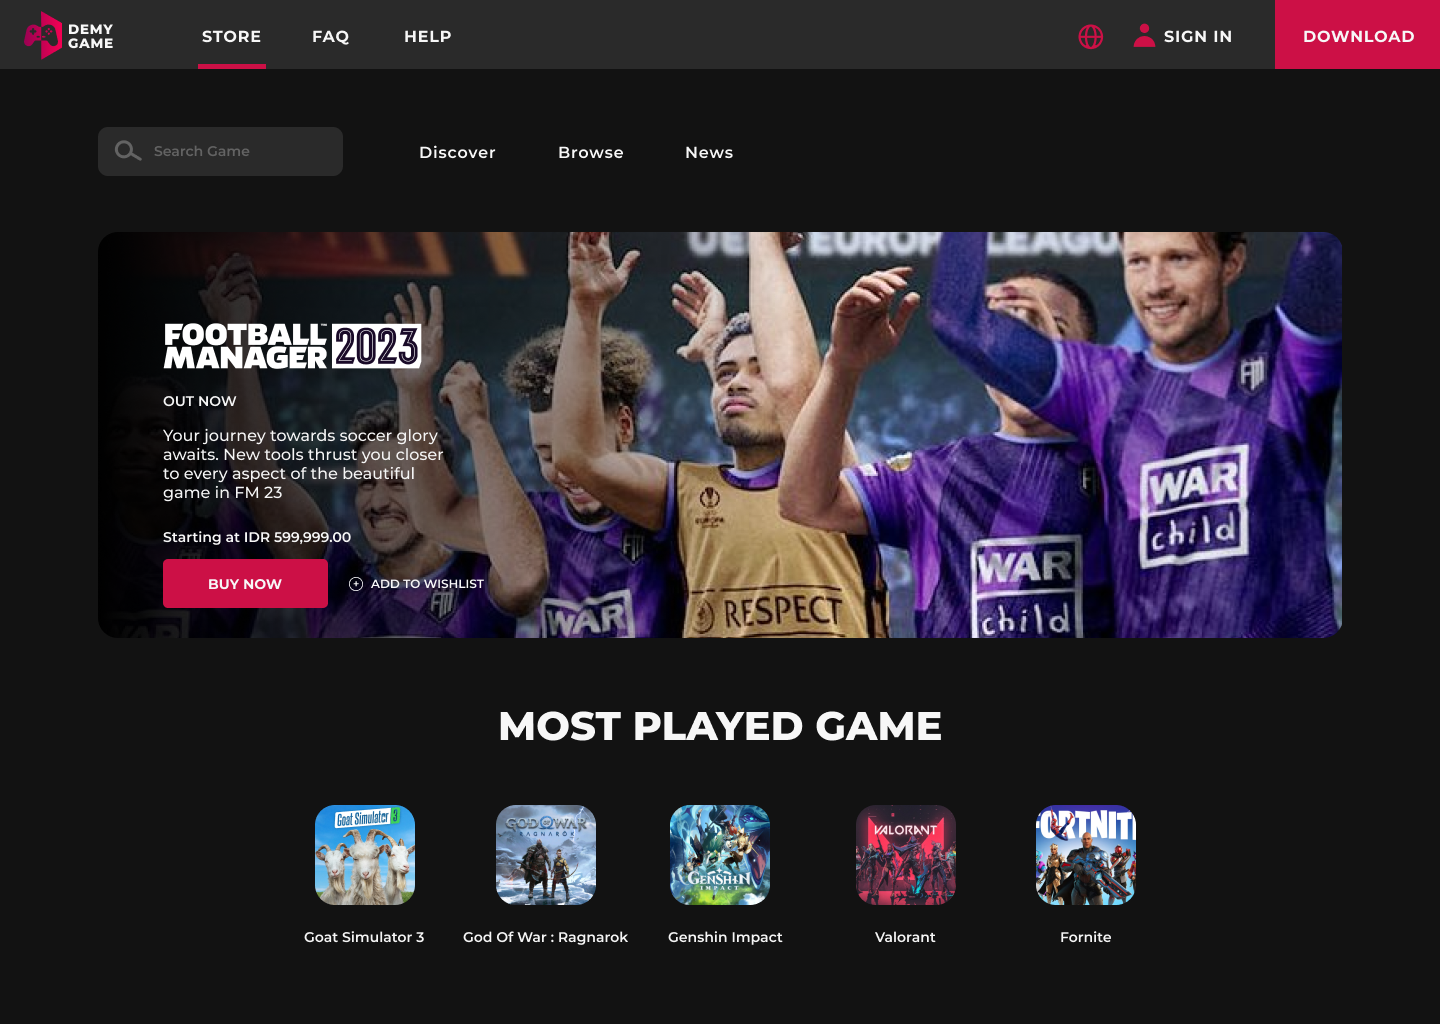 DEMY
GAME
STORE
FAQ
HELP
SIGN IN
DOWNLOAD
Search Game
Discover
Browse
News
EUROPA LEAGU
FOOTBALL
MANAGER 2023
OUT NOW
Your journey towards soccer glory
awaits. New tools thrust you closer
to every aspect of the beautiful
game in FM 23
Starting at IDR 599,999.00
BUY NOW
ADD TO WISHLIST
EUROPA
RESPECT
WAR
WAR
WAR
child
WAR
child
MOST PLAYED GAME
Goat Simulator 3
GOD OF WAR
RAGNARÖK
GENSHIN
IMPACT
VALORANT
FORTNIT
Goat Simulator 3
God Of War : Ragnarok
Genshin Impact
Valorant
Fornite